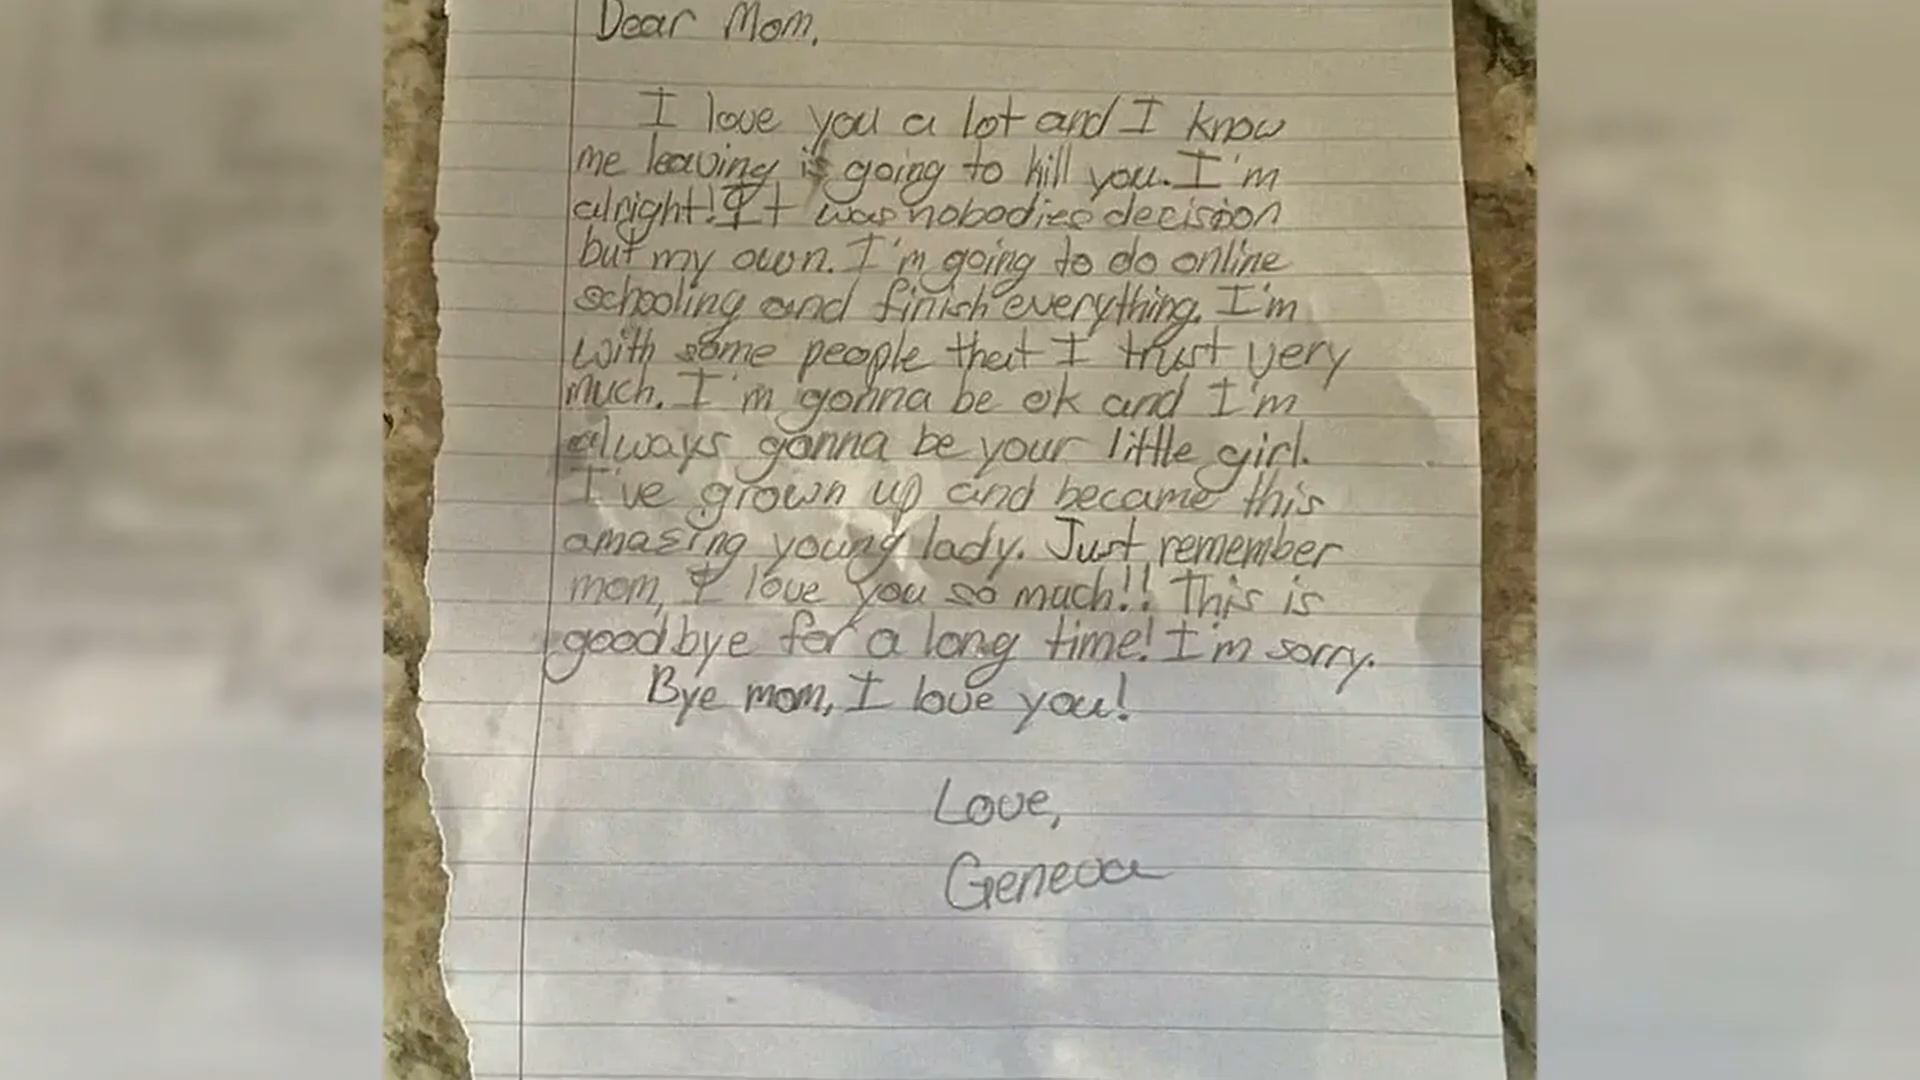 Dear Mom,
I love you a lot and I know
me leaving is going to kill you. I'm
alright! It was nobodies decision
but my own. I'm going to do online
schooling and finish everything. I'm
with some people that I trust very
much. I'm gonna be ok and I'm
always gonna be your little girl.
I've grown up and became this
amazing young lady. Just remember
mom, I love you so much!! This is
goodbye for a long time! I'm sorry.
Bye mom, I love you!
Love,
Geneva